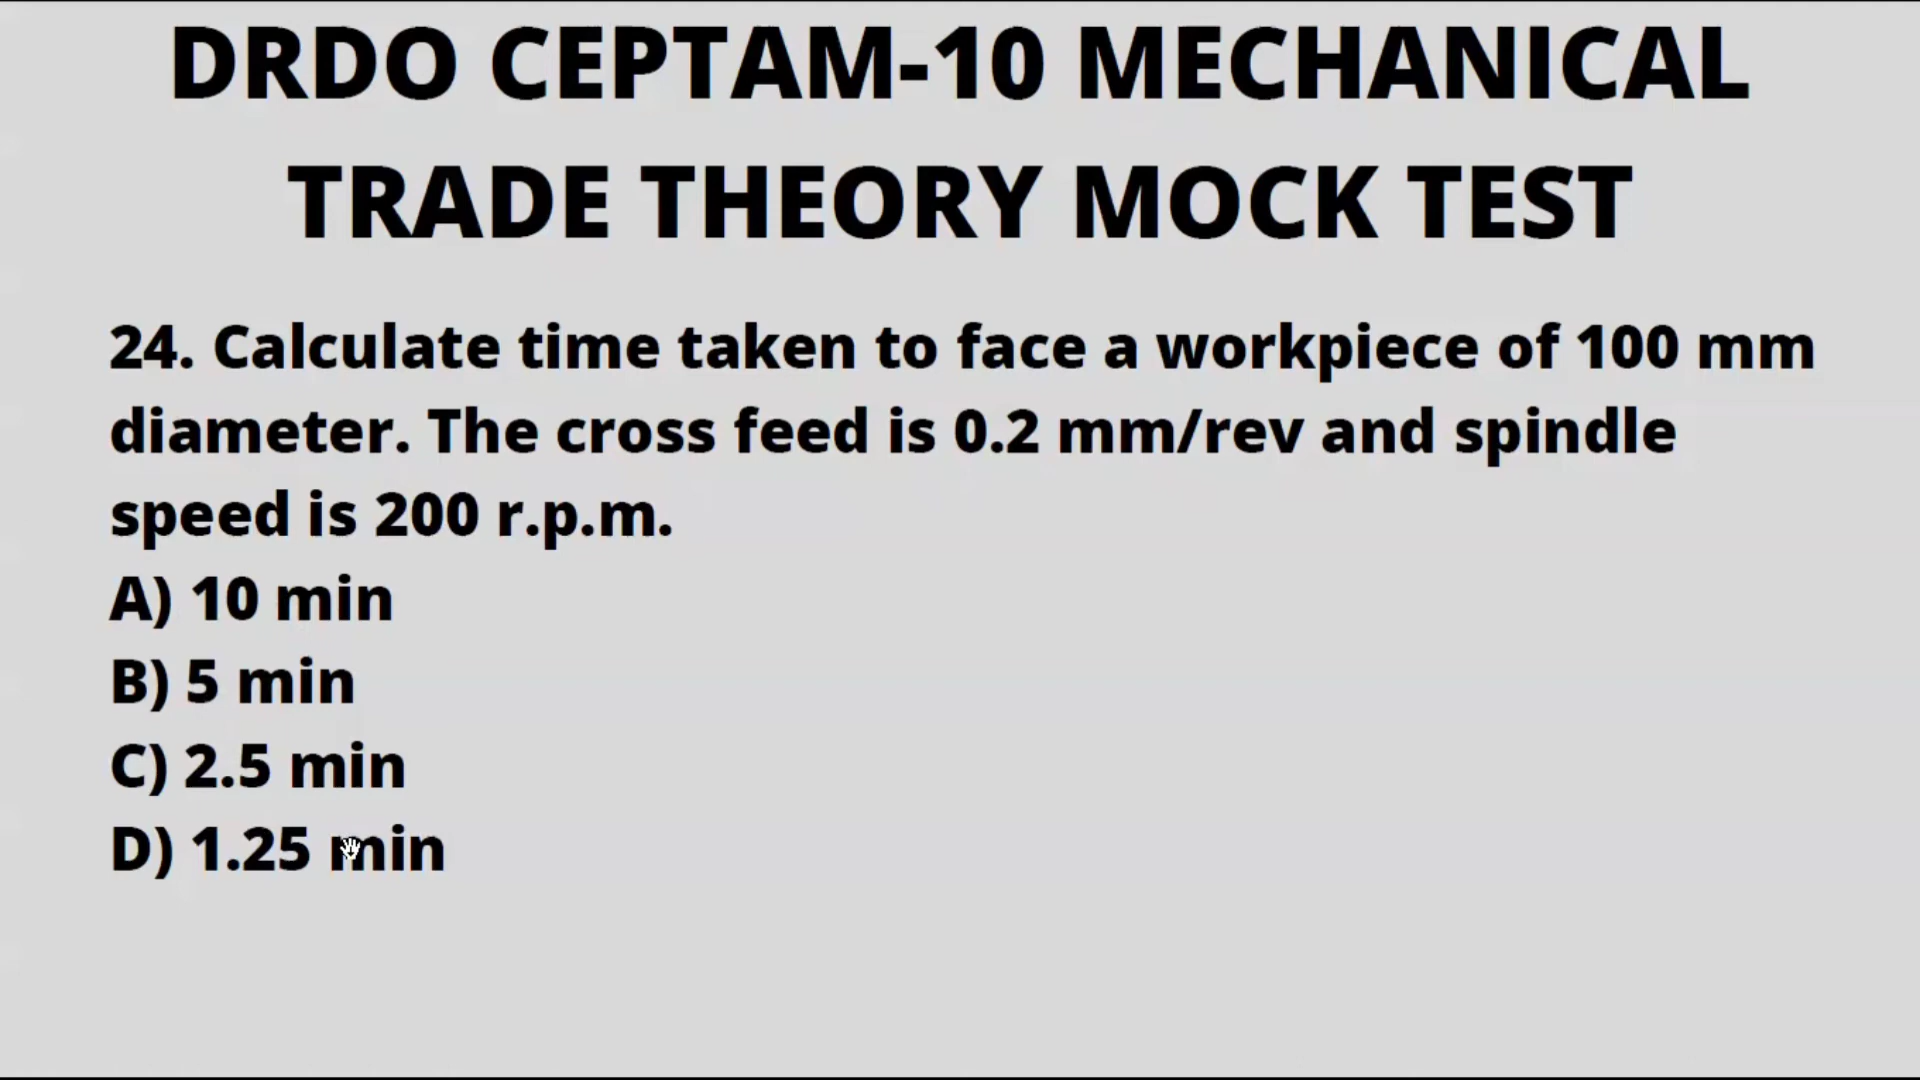 DRDO CEPTAM-10 MECHANICAL
TRADE THEORY MOCK TEST
24. Calculate time taken to face a workpiece of 100 mm
diameter. The cross feed is 0.2 mm/rev and spindle
speed is 200 r.p.m.
A) 10 min
B) 5 min
C) 2.5 min
D) 1.25 min